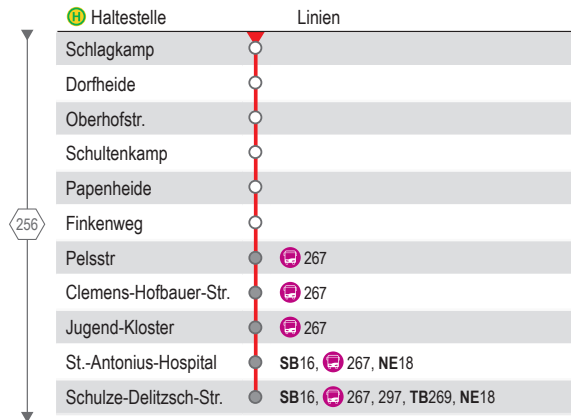 H Haltestelle Linien
Schlagkamp
Dorfheide
Oberhofstr.
Schultenkamp
Papenheide
256 Finkenweg
Pelsstr 267
Clemens-Hofbauer-Str. 267
Jugend-Kloster 267
St.-Antonius-Hospital SB16, 267, NE18
Schulze-Delitzsch-Str. SB16, 267, 297, TB269, NE18